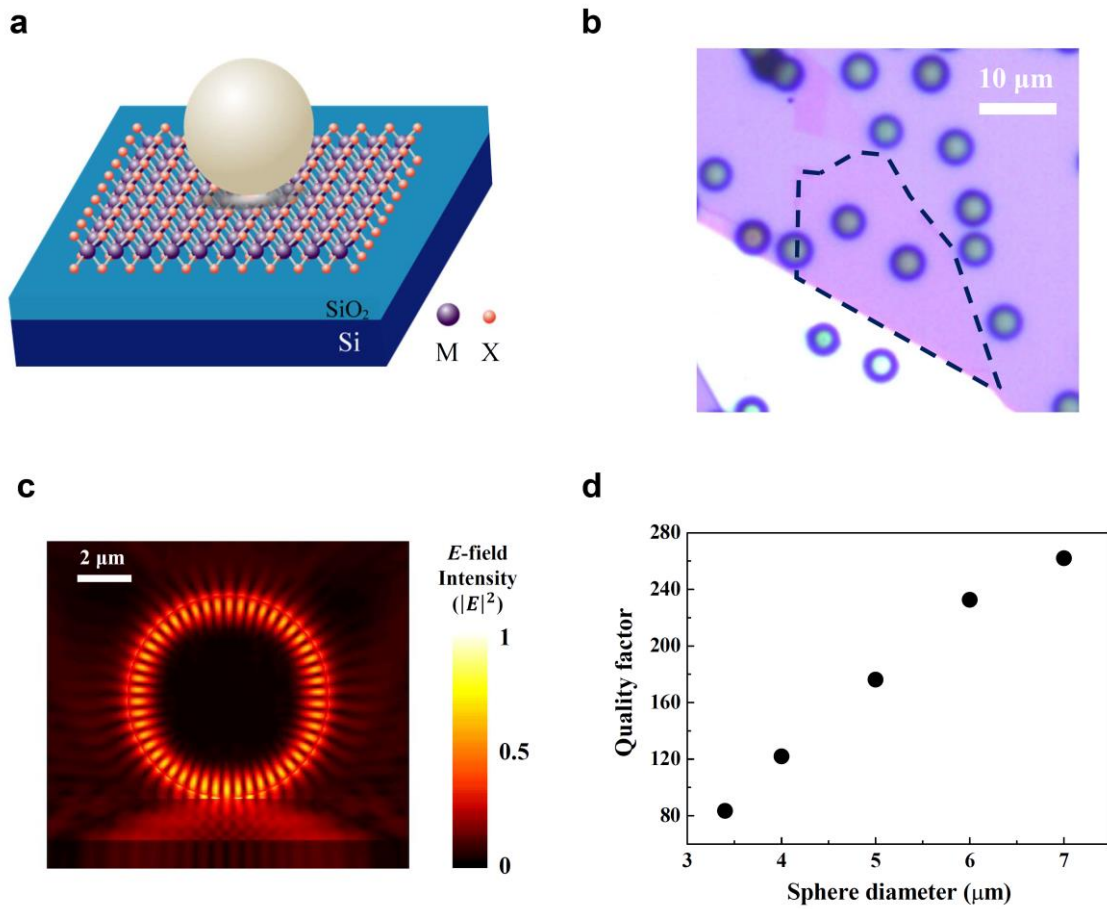 a
SiO₂
Si
M X
b
10 μm
c
2 μm
E-field
Intensity
(|E|²)
1
0.5
0
d
Quality factor
280
240
200
160
120
80
3 4 5 6 7
Sphere diameter (μm)